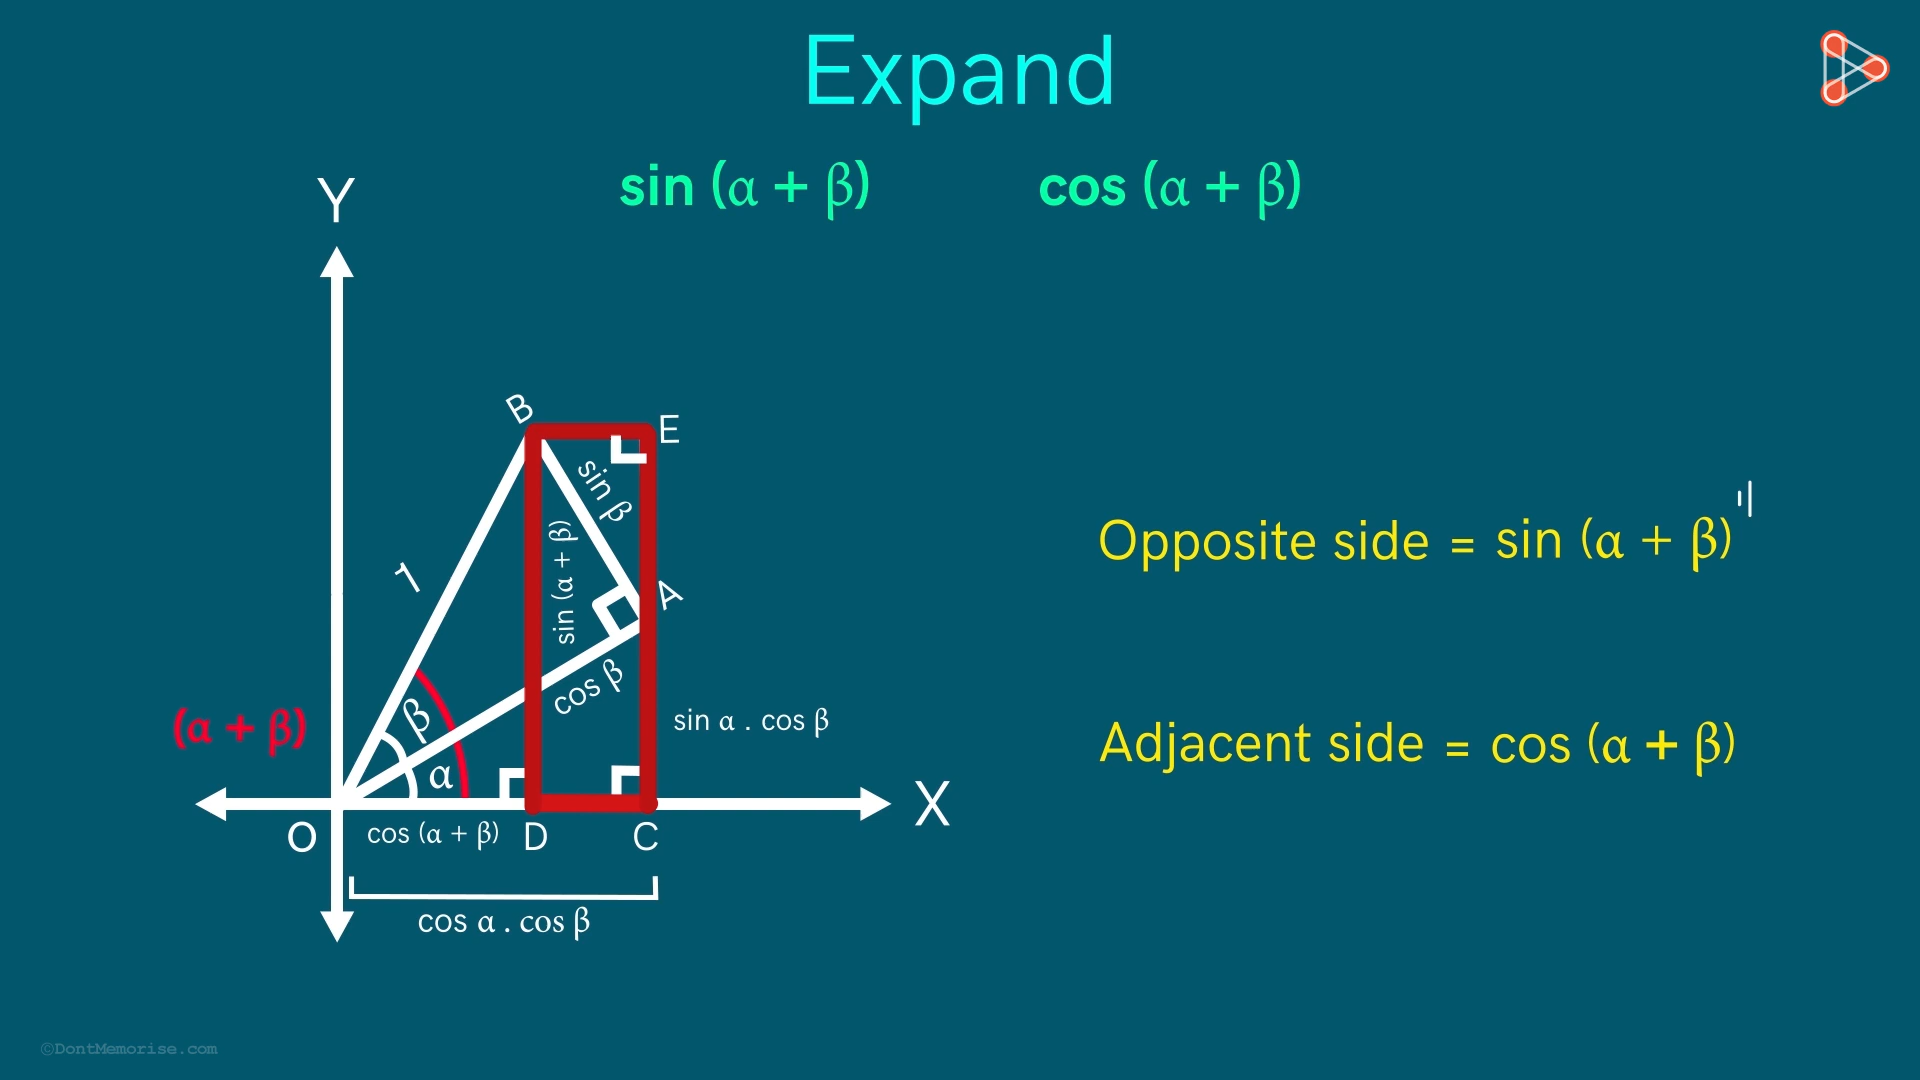 Expand
sin (α + β)
cos (α + β)
Y
B
E
sin β
1
sin (α + β)
A
cos β
(α + β)
β
α
sin α . cos β
X
O
cos (α + β)
D
C
cos α . cos β
Opposite side = sin (α + β)
Adjacent side = cos (α + β)
©DontMemorise.com